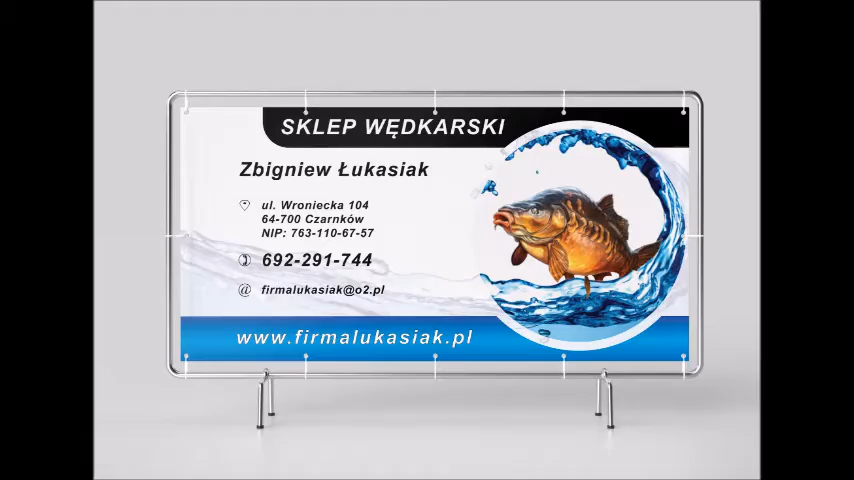 SKLEP WĘDKARSKI
Zbigniew Łukasiak
ul. Wroniecka 104
64-700 Czarnków
NIP: 763-110-67-57
692-291-744
@ firmalukasiak@o2.pl
www.firmalukasiak.pl